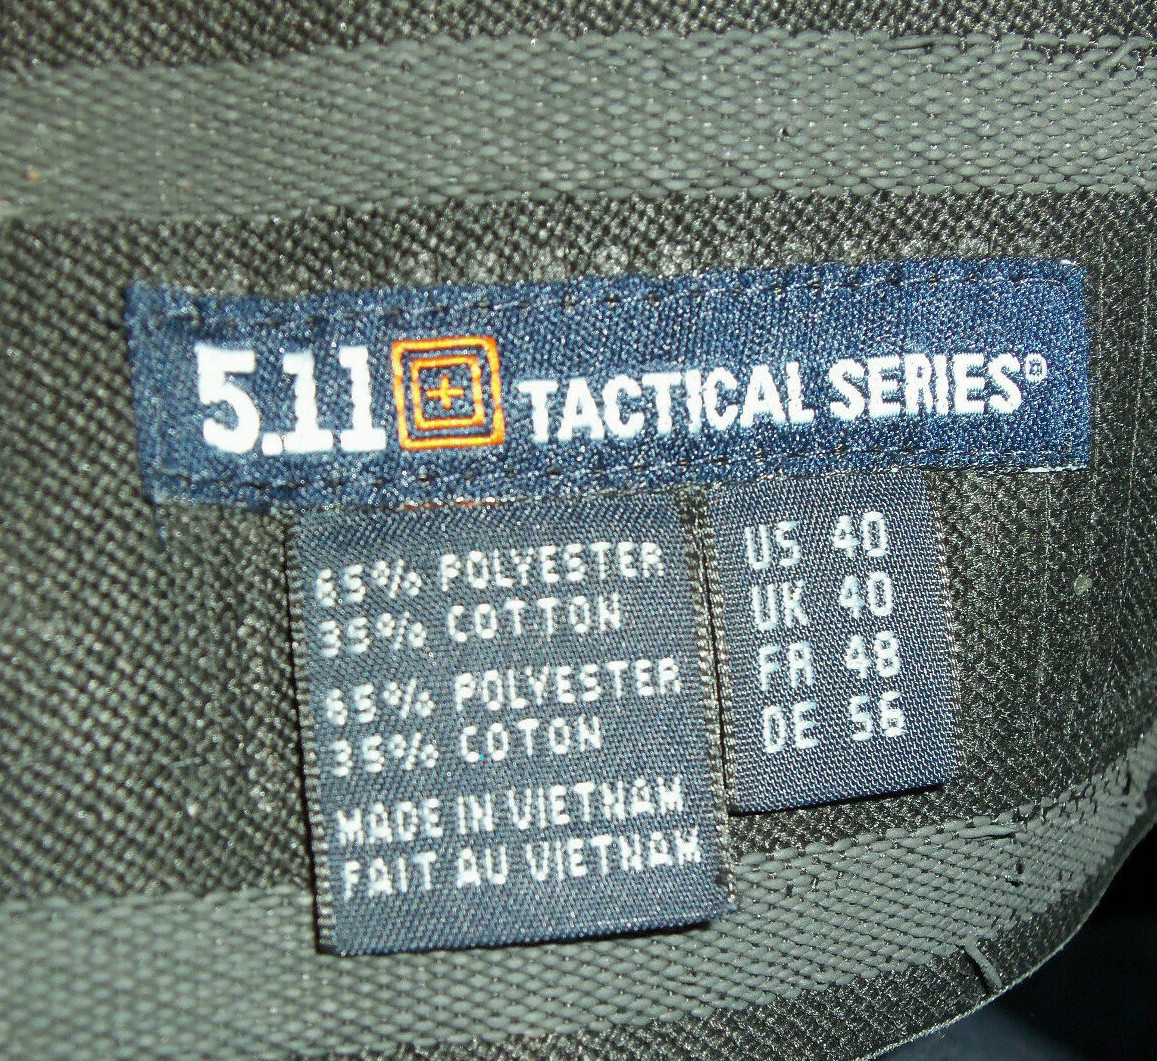 5.11 TACTICAL SERIES®
65% POLYESTER
35% COTTON
65% POLYESTER
35% COTON
MADE IN VIETNAM
FAIT AU VIETNAM
US 40
UK 40
FR 48
DE 56